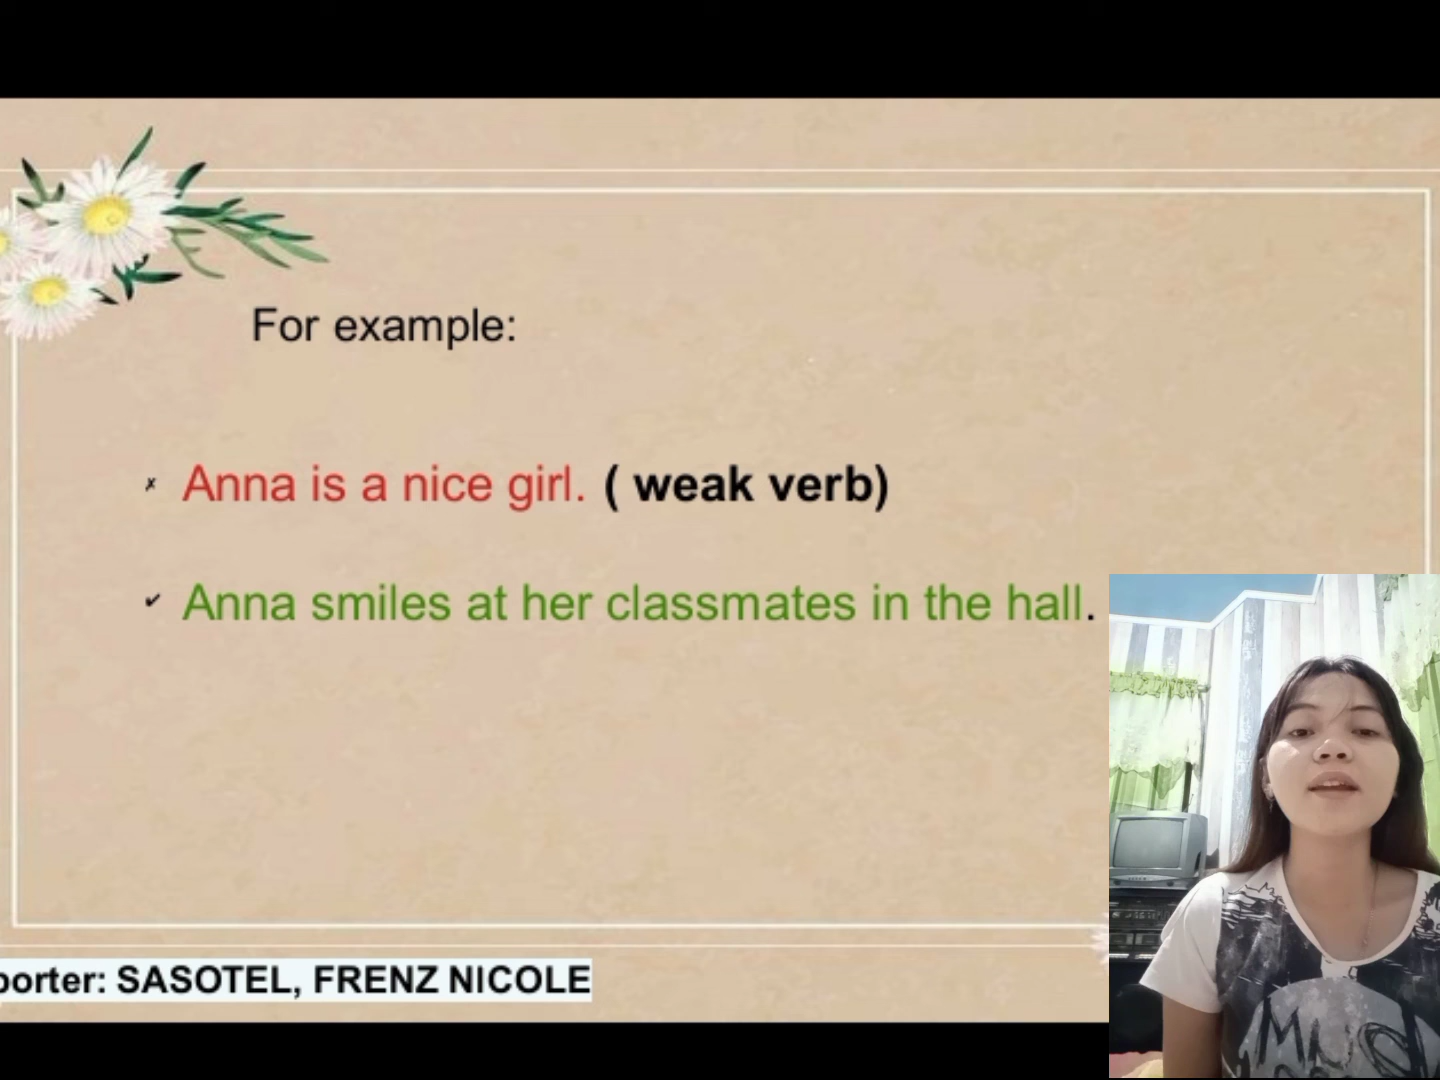 For example:
✗ Anna is a nice girl. ( weak verb)
✔ Anna smiles at her classmates in the hall.
porter: SASOTEL, FRENZ NICOLE